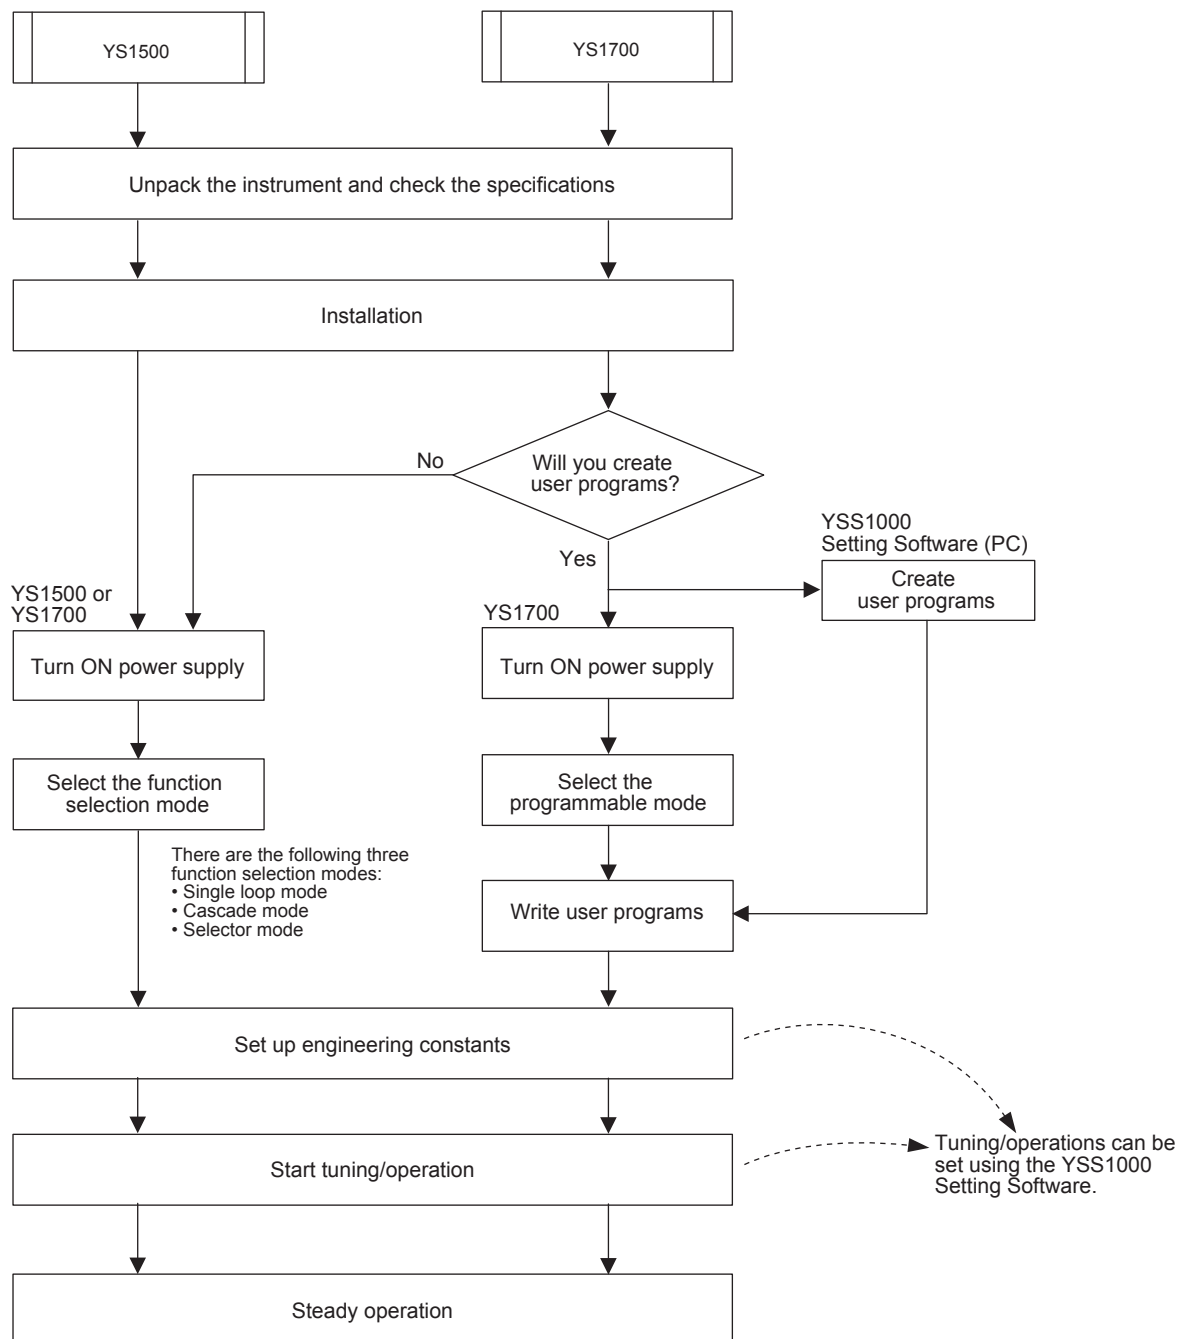 YS1500
YS1700
Unpack the instrument and check the specifications
Installation
Will you create
user programs?
No
Yes
YSS1000
Setting Software (PC)
Create
user programs
YS1500 or
YS1700
Turn ON power supply
YS1700
Turn ON power supply
Select the function
selection mode
Select the
programmable mode
There are the following three
function selection modes:
• Single loop mode
• Cascade mode
• Selector mode
Write user programs
Set up engineering constants
Start tuning/operation
Tuning/operations can be
set using the YSS1000
Setting Software.
Steady operation